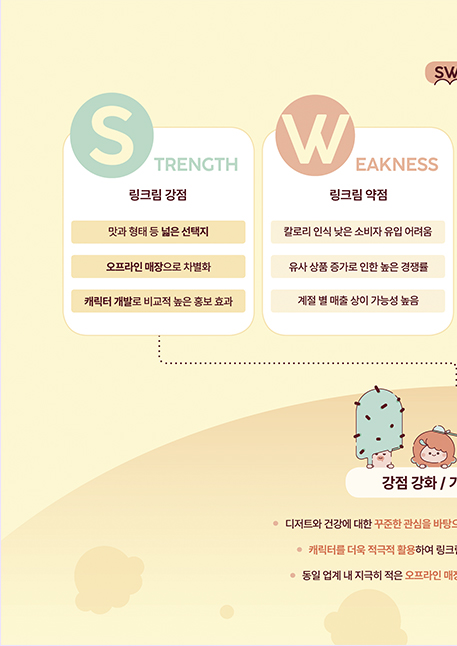 SW
STRENGTH
링크림 강점
맛과 형태 등 넓은 선택지
오프라인 매장으로 차별화
캐릭터 개발로 비교적 높은 홍보 효과
WEAKNESS
링크림 약점
칼로리 인식 낮은 소비자 유입 어려움
유사 상품 증가로 인한 높은 경쟁률
계절 별 매출 상이 가능성 높음
강점 강화 / 기
• 디저트와 건강에 대한 꾸준한 관심을 바탕으
• 캐릭터를 더욱 적극적 활용하여 링크림
• 동일 업계 내 지극히 적은 오프라인 매장